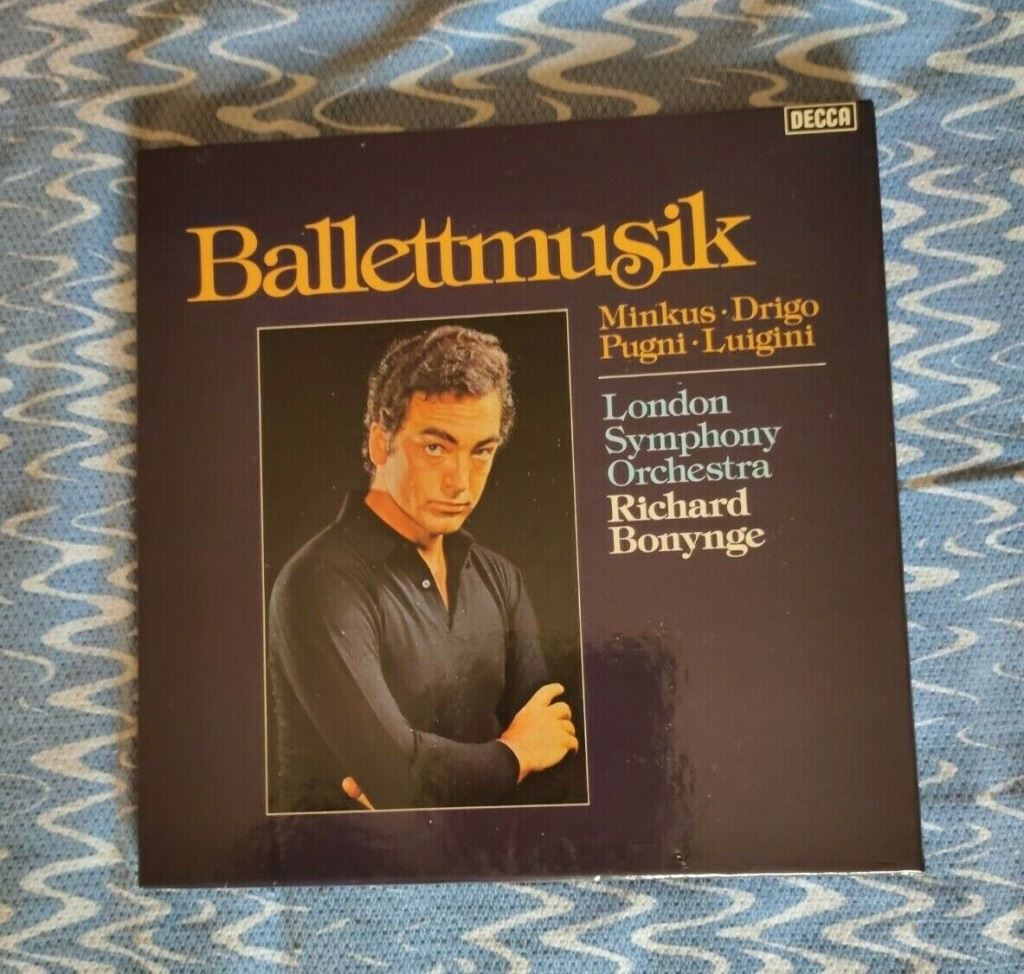 DECCA
Ballettmusik
Minkus · Drigo
Pugni · Luigini
London
Symphony
Orchestra
Richard
Bonynge